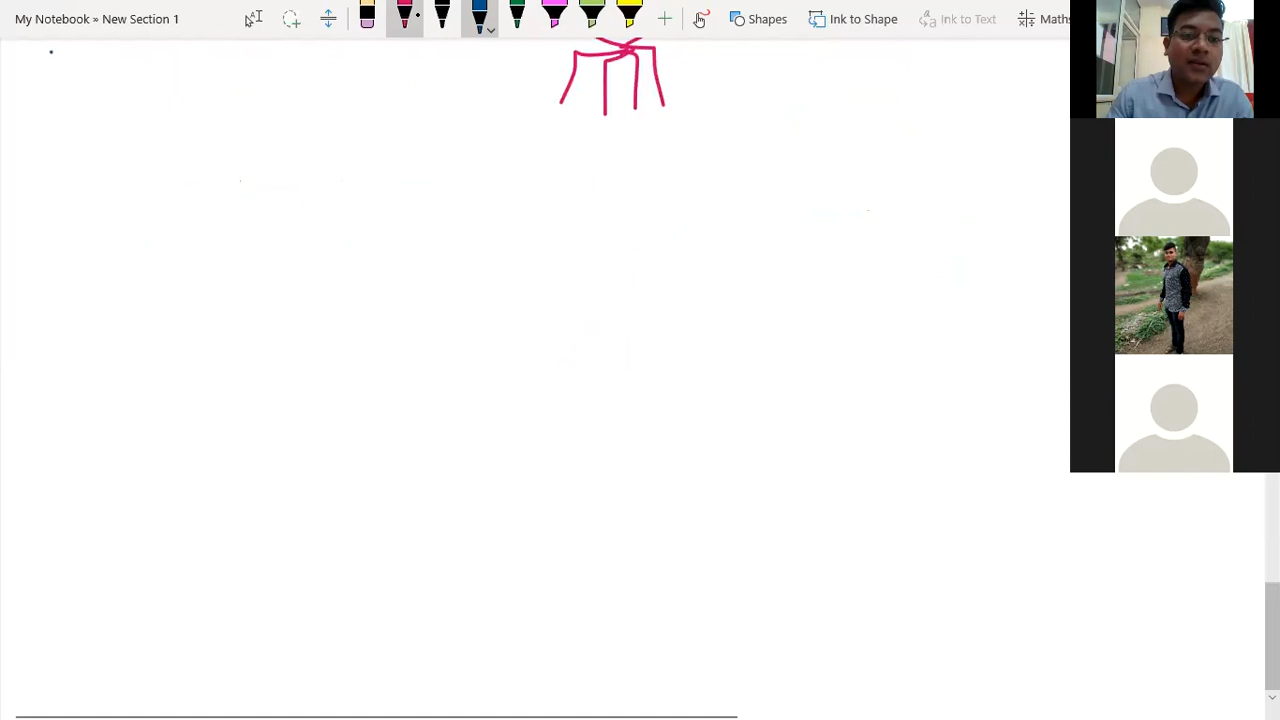 My Notebook » New Section 1
Shapes
Ink to Shape
Ink to Text
Maths